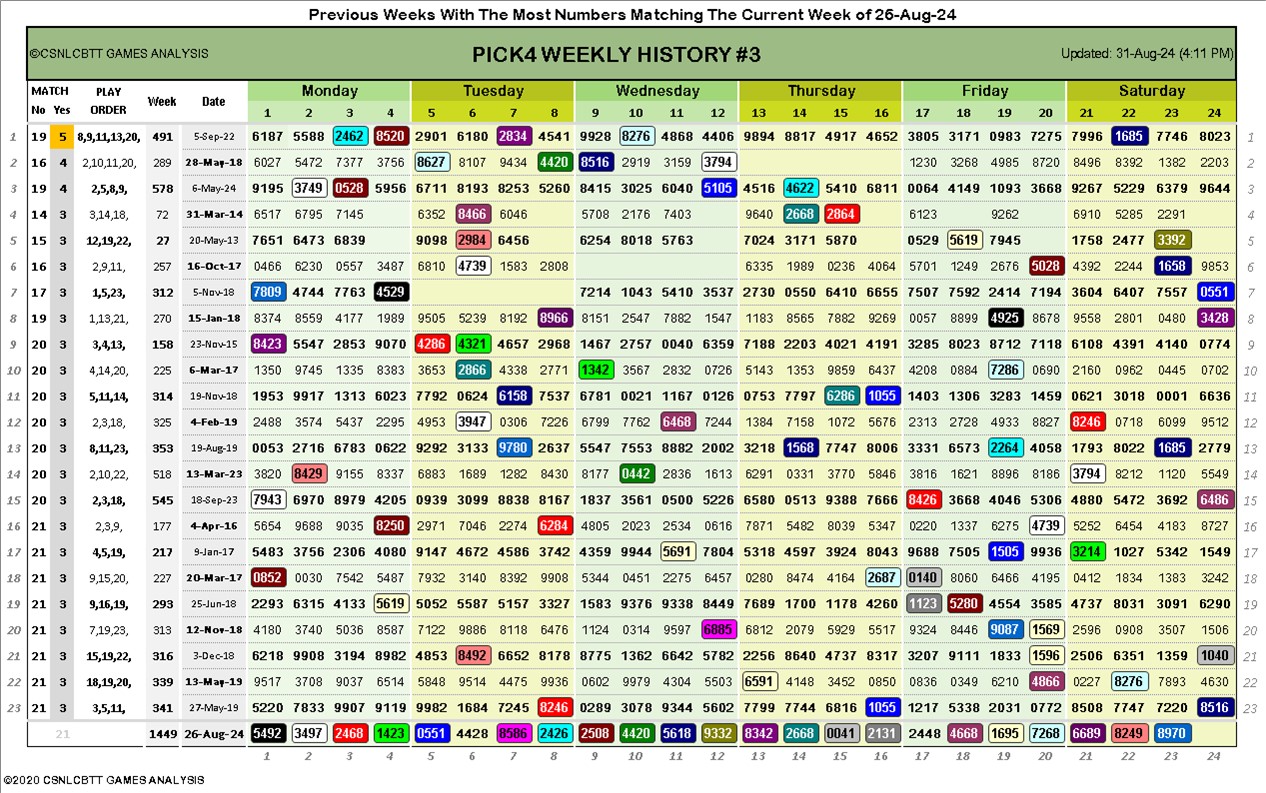 Previous Weeks With The Most Numbers Matching The Current Week of 26-Aug-24
©CSNLCBTT GAMES ANALYSIS PICK4 WEEKLY HISTORY #3 Updated: 31-Aug-24 (4:11 PM)
MATCH PLAY Week Date Monday Tuesday Wednesday Thursday Friday Saturday
No Yes ORDER 1 2 3 4 5 6 7 8 9 10 11 12 13 14 15 16 17 18 19 20 21 22 23 24
1 19 5 8,9,11,13,20, 491 5-Sep-22 6187 5588 2462 8520 2901 6180 2834 4541 9928 8276 4868 4406 9894 8817 4917 4652 3805 3171 0983 7275 7996 1685 7746 8023 1
2 16 4 2,10,11,20, 289 28-May-18 6027 5472 7377 3756 8627 8107 9434 4420 8516 2919 3159 3794 1230 3268 4985 8720 8496 8392 1382 2203 2
3 19 4 2,5,8,9, 578 6-May-24 9195 3749 0528 5956 6711 8193 8253 5260 8415 3025 6040 5105 4516 4622 5410 6811 0064 4149 1093 3668 9267 5229 6379 9644 3
4 14 3 3,14,18, 72 31-Mar-14 6517 6795 7145 6352 8466 6046 5708 2176 7403 9640 2668 2864 6123 9262 6910 5285 2291 4
5 15 3 12,19,22, 27 20-May-13 7651 6473 6839 9098 2984 6456 6254 8018 5763 7024 3171 5870 0529 5619 7945 1758 2477 3392 5
6 16 3 2,9,11, 257 16-Oct-17 0466 6230 0557 3487 6810 4739 1583 2808 6335 1989 0236 4064 5701 1249 2676 5028 4392 2244 1658 9853 6
7 17 3 1,5,23, 312 5-Nov-18 7809 4744 7763 4529 7214 1043 5410 3537 2730 0550 6410 6655 7507 7592 2414 7194 3604 6407 7557 0551 7
8 19 3 1,13,21, 270 15-Jan-18 8374 8559 4177 1989 9505 5239 8192 8966 8151 2547 7882 1547 1183 8565 7882 9269 0057 8899 4925 8678 9558 2801 0480 3428 8
9 20 3 3,4,13, 158 23-Nov-15 8423 5547 2853 9070 4286 4321 4657 2968 1467 2757 0040 6359 7188 2203 4021 4191 3285 8023 8712 7118 6108 4391 4140 0774 9
10 20 3 4,14,20, 225 6-Mar-17 1350 9745 1335 8383 3653 2866 4338 2771 1342 3567 2832 0726 5143 1353 9859 6437 4208 0884 7286 0690 2160 0962 0445 0702 10
11 20 3 5,11,14, 314 19-Nov-18 1953 9917 1313 6023 7792 0624 6158 7537 6781 0021 1167 0126 0753 7797 6286 1055 1403 1306 3283 1459 0621 3018 0001 6636 11
12 20 3 2,3,18, 325 4-Feb-19 2488 3574 5437 2295 4953 3947 0306 7226 6799 7762 6468 7244 1384 7158 1072 5676 2313 2728 4933 8827 8246 0718 6099 9512 12
13 20 3 8,11,23, 353 19-Aug-19 0053 2716 6783 0622 9292 3133 9780 2637 5547 7553 8882 2002 3218 1568 7747 8006 3331 6573 2264 4058 1793 8022 1685 2779 13
14 20 3 2,10,22, 518 13-Mar-23 3820 8429 9155 8337 6883 1689 1282 8430 8177 0442 2836 1613 6291 0331 3770 5846 3816 1621 8896 8186 3794 8212 1120 5549 14
15 20 3 2,3,18, 545 18-Sep-23 7943 6970 8979 4205 0939 3099 8838 8167 1837 3561 0500 5226 6580 0513 9388 7666 8426 3668 4046 5306 4880 5472 3692 6486 15
16 21 3 2,3,9, 177 4-Apr-16 5654 9688 9035 8250 2971 7046 2274 6284 4805 2023 2534 0616 7871 5482 8039 5347 0220 1337 6275 4739 5252 6454 4183 8727 16
17 21 3 4,5,19, 217 9-Jan-17 5483 3756 2306 4080 9147 4672 4586 3742 4359 9944 5691 7804 5318 4597 3924 8043 9688 7505 1505 9936 3214 1027 5342 1549 17
18 21 3 9,15,20, 227 20-Mar-17 0852 0030 7542 5487 7932 3140 8392 9908 5344 0451 2275 6457 0280 8474 4164 2687 0140 8060 6466 4195 0412 1834 1383 3242 18
19 21 3 9,16,19, 293 25-Jun-18 2293 6315 4133 5619 5052 5587 5157 3327 1583 9376 9338 8449 7689 1700 1178 4260 1123 5280 4554 3585 4737 8031 3091 6290 19
20 21 3 7,19,23, 313 12-Nov-18 4180 3740 5036 8587 7122 9886 8118 6476 1124 0314 9597 6885 6812 2079 5929 5517 9324 8446 9087 1569 2596 0908 3507 1506 20
21 21 3 15,19,22, 316 3-Dec-18 6218 9908 3194 8982 4853 8492 6652 8178 8775 1362 6642 5782 2256 8640 4737 8317 3207 9111 1833 1596 2506 6351 1359 1040 21
22 21 3 18,19,20, 339 13-May-19 9517 3708 9037 6514 5848 9514 4475 9936 0602 9979 4304 5503 6591 4148 3452 0850 0836 0349 6210 4866 0227 8276 7893 4630 22
23 21 3 3,5,11, 341 27-May-19 5220 7833 9907 9119 9982 1684 7245 8246 0289 3078 9344 5602 7799 7744 6816 1055 1217 5338 2031 0772 8508 7747 7220 8516 23
21 1449 26-Aug-24 5492 3497 2468 1423 0551 4428 8586 2426 2508 4420 5618 9332 8342 2668 0041 2131 2448 4668 1695 7268 6689 8249 8970
1 2 3 4 5 6 7 8 9 10 11 12 13 14 15 16 17 18 19 20 21 22 23 24
©2020 CSNLCBTT GAMES ANALYSIS